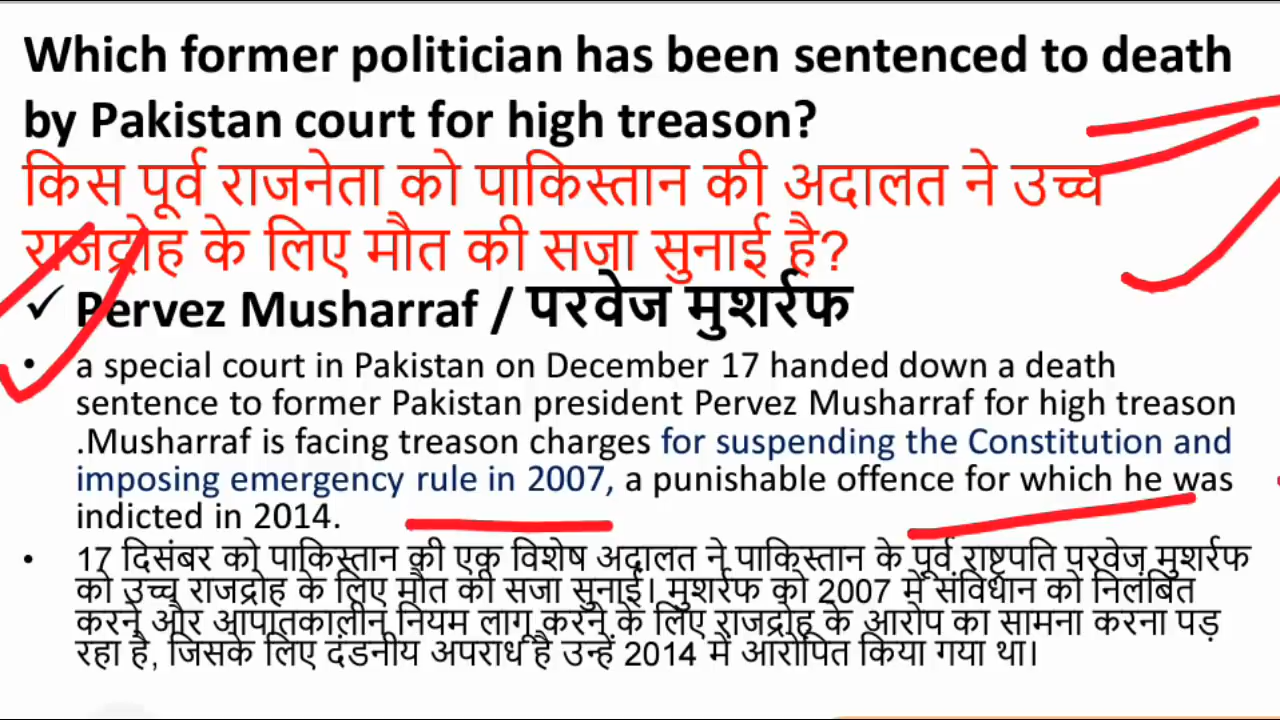 Which former politician has been sentenced to death
by Pakistan court for high treason?
किस पूर्व राजनेता को पाकिस्तान की अदालत ने उच्च
राजद्रोह के लिए मौत की सजा सुनाई है?
✓ Pervez Musharraf / परवेज मुशर्रफ
• a special court in Pakistan on December 17 handed down a death
sentence to former Pakistan president Pervez Musharraf for high treason
.Musharraf is facing treason charges for suspending the Constitution and
imposing emergency rule in 2007, a punishable offence for which he was
indicted in 2014.
• 17 दिसंबर को पाकिस्तान की एक विशेष अदालत ने पाकिस्तान के पूर्व राष्ट्रपति परवेज मुशर्रफ
को उच्च राजद्रोह के लिए मौत की सजा सुनाई। मुशर्रफ को 2007 में संविधान को निलंबित
करने और आपातकालीन नियम लागू करने के लिए राजद्रोह के आरोप का सामना करना पड़
रहा है, जिसके लिए दंडनीय अपराध है उन्हें 2014 में आरोपित किया गया था।